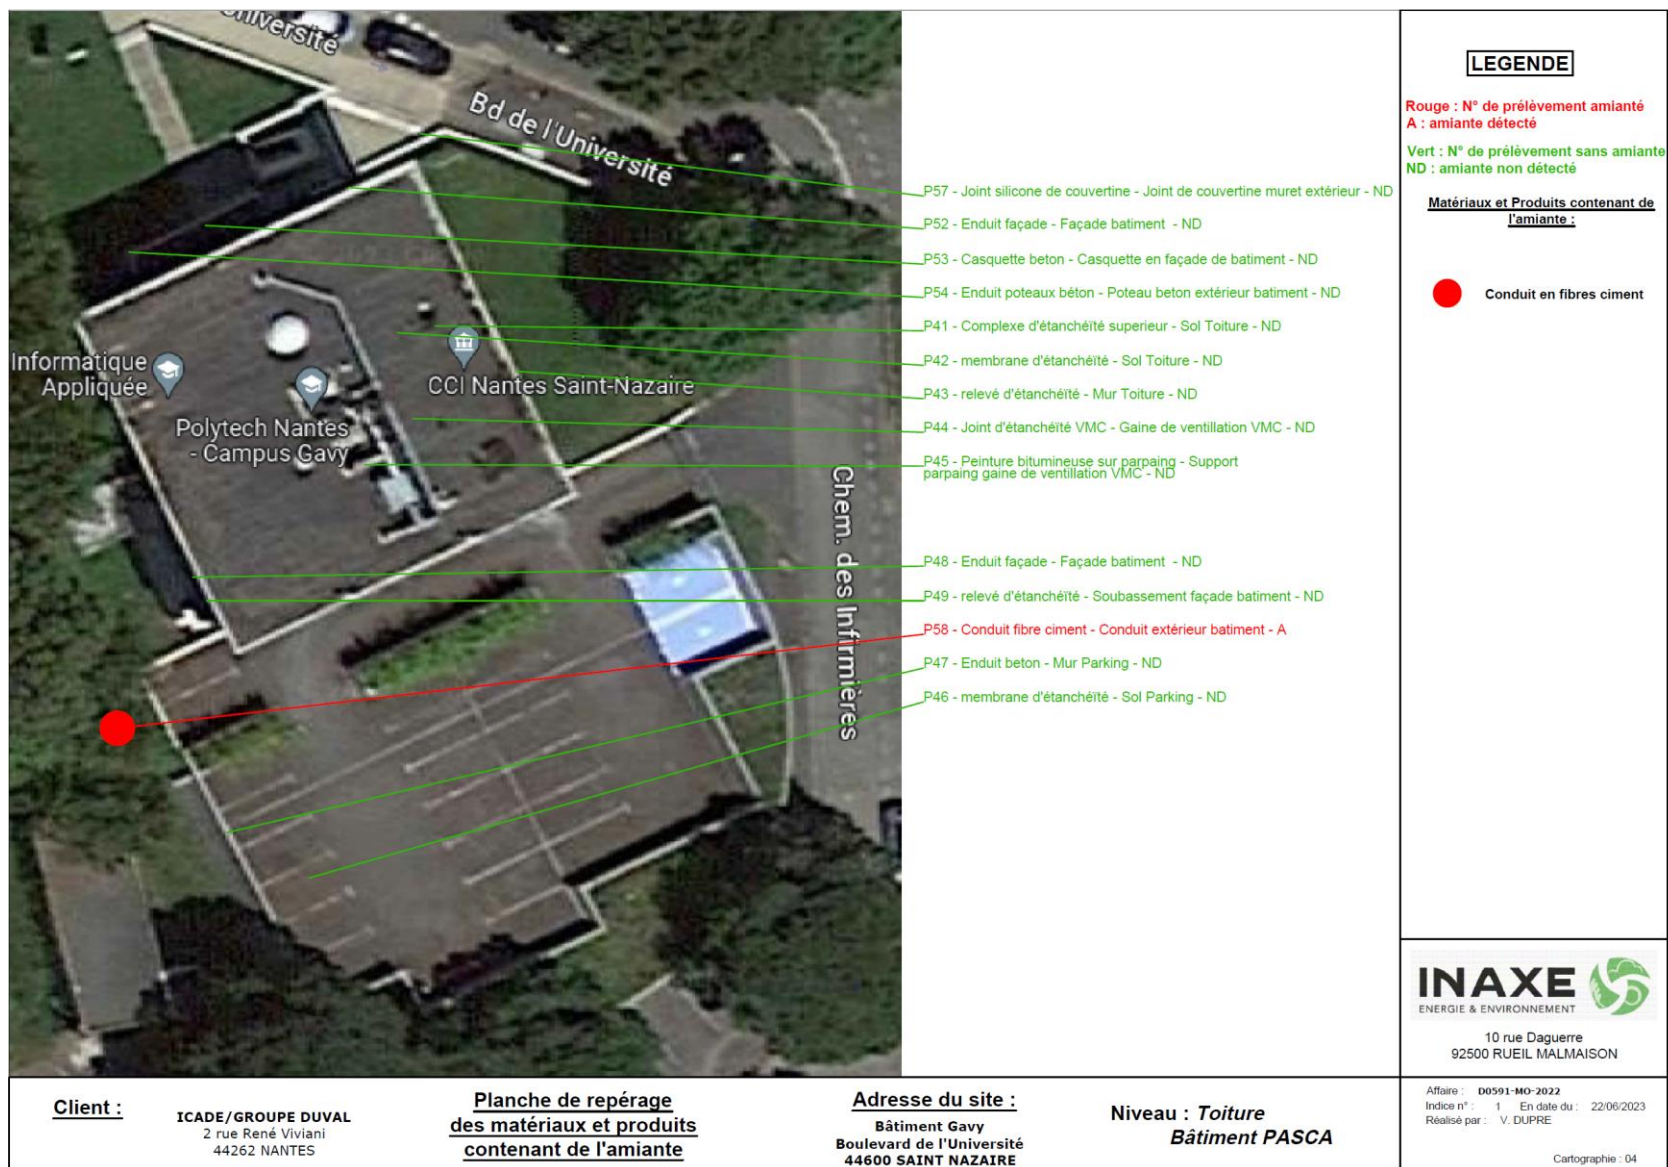 Université
Bd de l'Université
Informatique
Appliquée
CCI Nantes Saint-Nazaire
Polytech Nantes
- Campus Gavy
Chem. des Infirmières
P57 - Joint silicone de couvertine - Joint de couvertine muret extérieur - ND
P52 - Enduit façade - Façade batiment - ND
P53 - Casquette beton - Casquette en façade de batiment - ND
P54 - Enduit poteaux béton - Poteau beton extérieur batiment - ND
P41 - Complexe d'étanchéïté superieur - Sol Toiture - ND
P42 - membrane d'étanchéïté - Sol Toiture - ND
P43 - relevé d'étanchéïté - Mur Toiture - ND
P44 - Joint d'étanchéïté VMC - Gaine de ventillation VMC - ND
P45 - Peinture bitumineuse sur parpaing - Support
parpaing gaine de ventillation VMC - ND
P48 - Enduit façade - Façade batiment - ND
P49 - relevé d'étanchéïté - Soubassement façade batiment - ND
P58 - Conduit fibre ciment - Conduit extérieur batiment - A
P47 - Enduit beton - Mur Parking - ND
P46 - membrane d'étanchéïté - Sol Parking - ND
LEGENDE
Rouge : N° de prélèvement amianté
A : amiante détecté
Vert : N° de prélèvement sans amiante
ND : amiante non détecté
Matériaux et Produits contenant de
l'amiante :
Conduit en fibres ciment
INAXE
ENERGIE & ENVIRONNEMENT
10 rue Daguerre
92500 RUEIL MALMAISON
Client :
ICADE/GROUPE DUVAL
2 rue René Viviani
44262 NANTES
Planche de repérage
des matériaux et produits
contenant de l'amiante
Adresse du site :
Bâtiment Gavy
Boulevard de l'Université
44600 SAINT NAZAIRE
Niveau : Toiture
Bâtiment PASCA
Affaire : D0591-MO-2022
Indice n° : 1 En date du : 22/06/2023
Réalisé par : V. DUPRE
Cartographie : 04